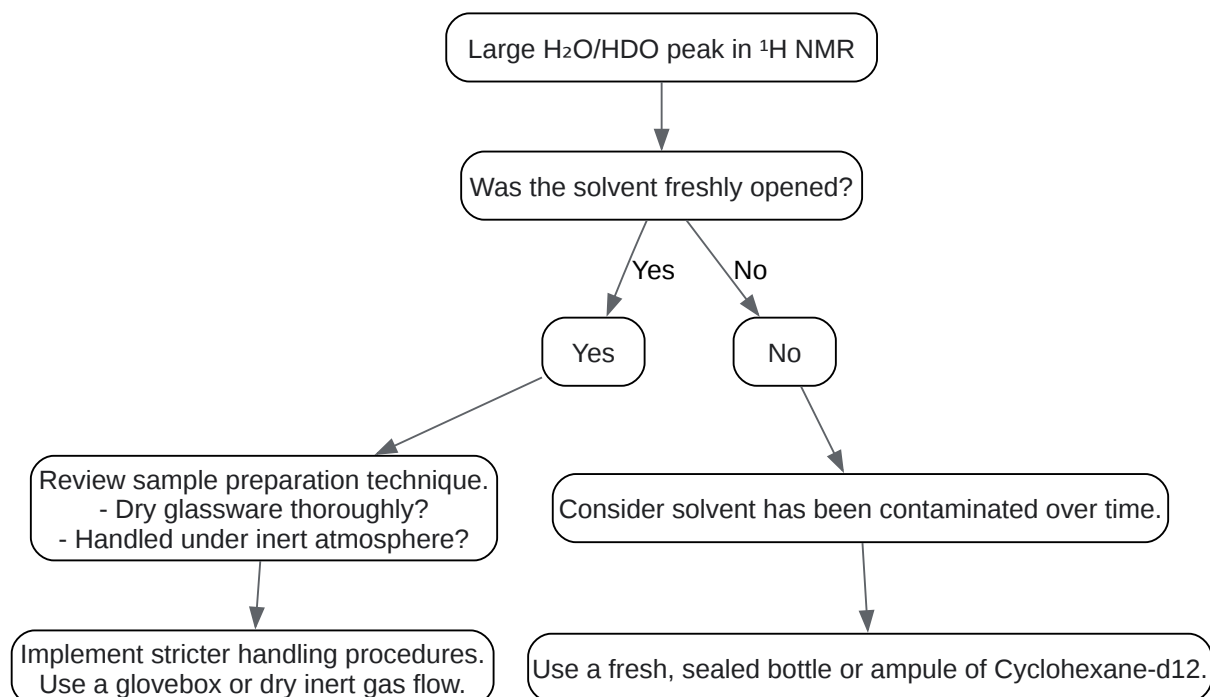 Large H₂O/HDO peak in ¹H NMR
Was the solvent freshly opened?
Yes
No
Yes
No
Review sample preparation technique.
- Dry glassware thoroughly?
- Handled under inert atmosphere?
Consider solvent has been contaminated over time.
Implement stricter handling procedures.
Use a glovebox or dry inert gas flow.
Use a fresh, sealed bottle or ampule of Cyclohexane-d12.